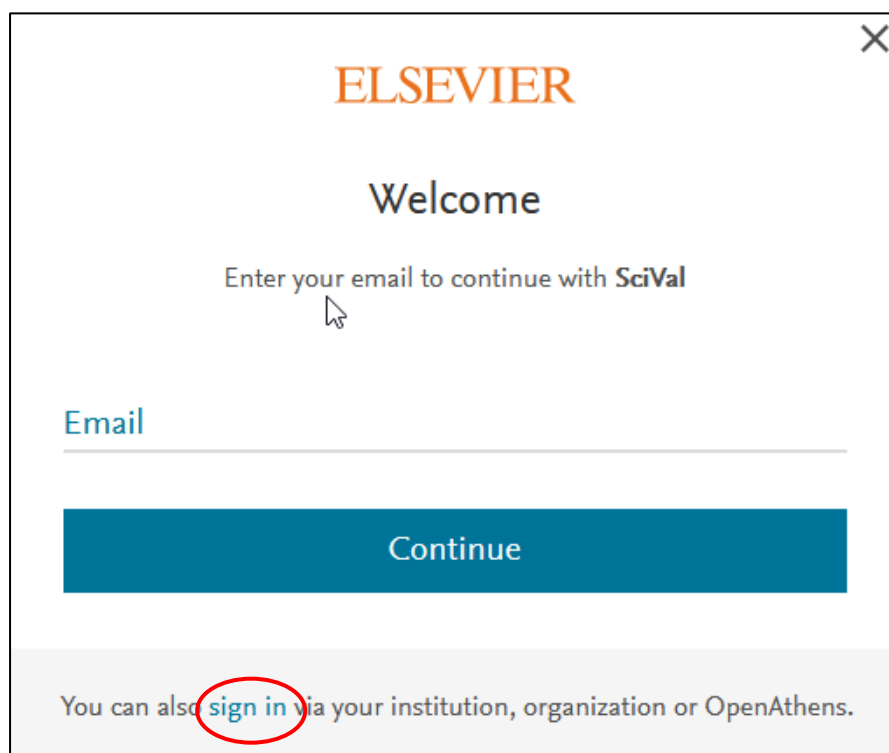 ELSEVIER
Welcome
Enter your email to continue with SciVal
Email
Continue
You can also sign in via your institution, organization or OpenAthens.